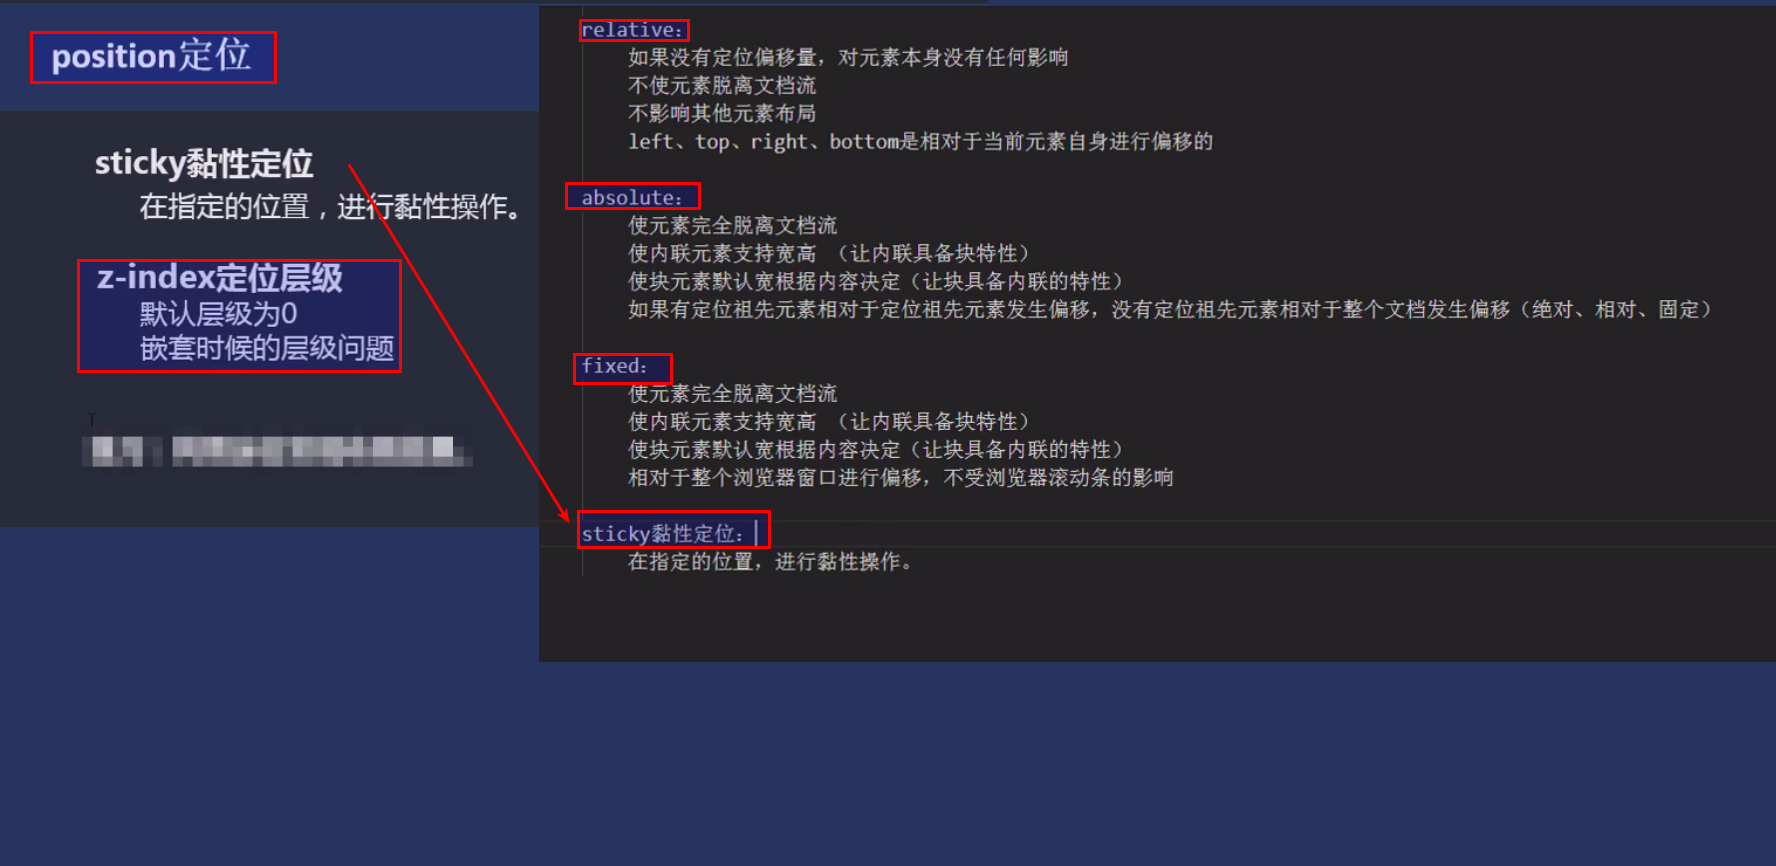 position定位
sticky黏性定位
在指定的位置，进行黏性操作。
z-index定位层级
默认层级为0
嵌套时候的层级问题
relative:
如果没有定位偏移量，对元素本身没有任何影响
不使元素脱离文档流
不影响其他元素布局
left、top、right、bottom是相对于当前元素自身进行偏移的
absolute:
使元素完全脱离文档流
使内联元素支持宽高 （让内联具备块特性）
使块元素默认宽根据内容决定（让块具备内联的特性）
如果有定位祖先元素相对于定位祖先元素发生偏移，没有定位祖先元素相对于整个文档发生偏移（绝对、相对、固定）
fixed:
使元素完全脱离文档流
使内联元素支持宽高 （让内联具备块特性）
使块元素默认宽根据内容决定（让块具备内联的特性）
相对于整个浏览器窗口进行偏移，不受浏览器滚动条的影响
sticky黏性定位:
在指定的位置，进行黏性操作。